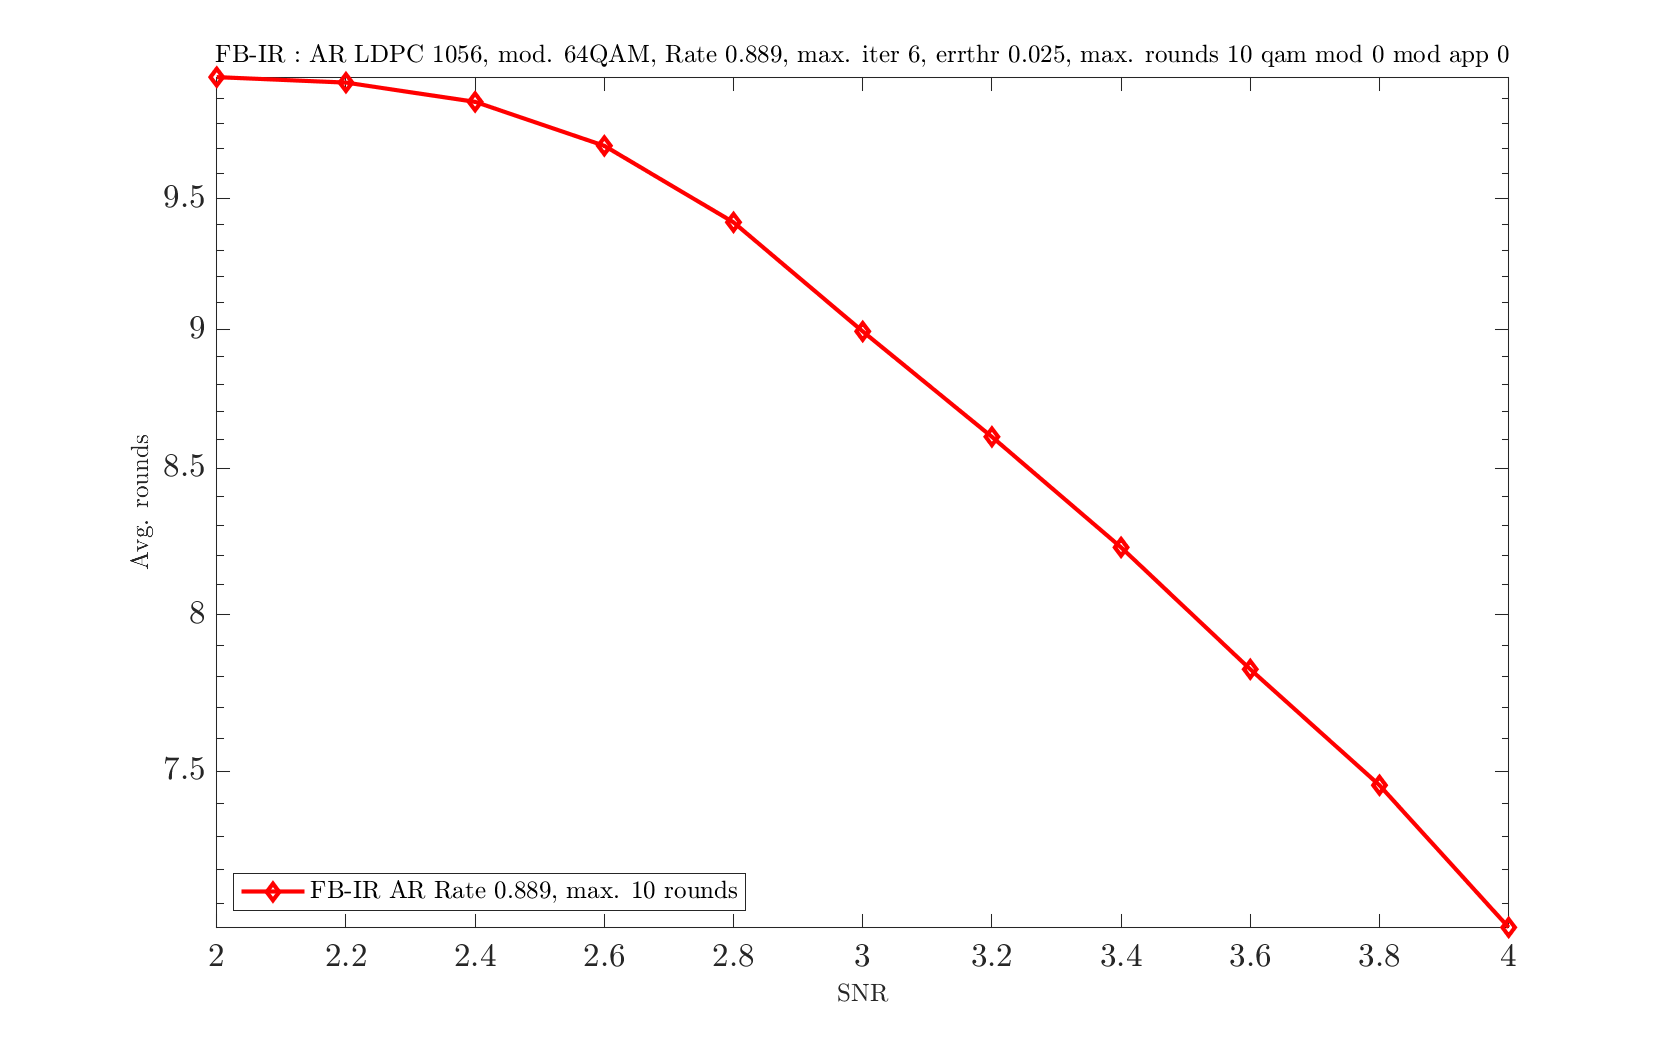 FB-IR : AR LDPC 1056, mod. 64QAM, Rate 0.889, max. iter 6, errthr 0.025, max. rounds 10 qam mod 0 mod app 0
9.5
9
8.5
8
7.5
Avg. rounds
FB-IR AR Rate 0.889, max. 10 rounds
2 2.2 2.4 2.6 2.8 3 3.2 3.4 3.6 3.8 4
SNR